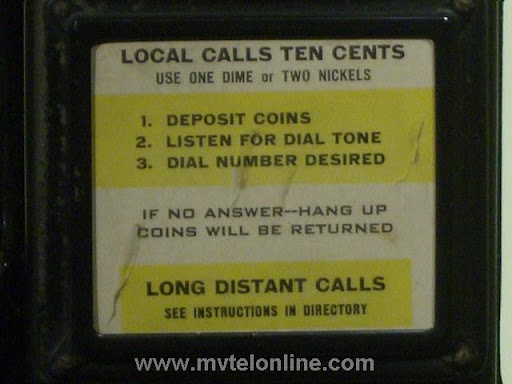 LOCAL CALLS TEN CENTS
USE ONE DIME or TWO NICKELS
1. DEPOSIT COINS
2. LISTEN FOR DIAL TONE
3. DIAL NUMBER DESIRED
IF NO ANSWER--HANG UP
COINS WILL BE RETURNED
LONG DISTANT CALLS
SEE INSTRUCTIONS IN DIRECTORY
www.mvtelonline.com